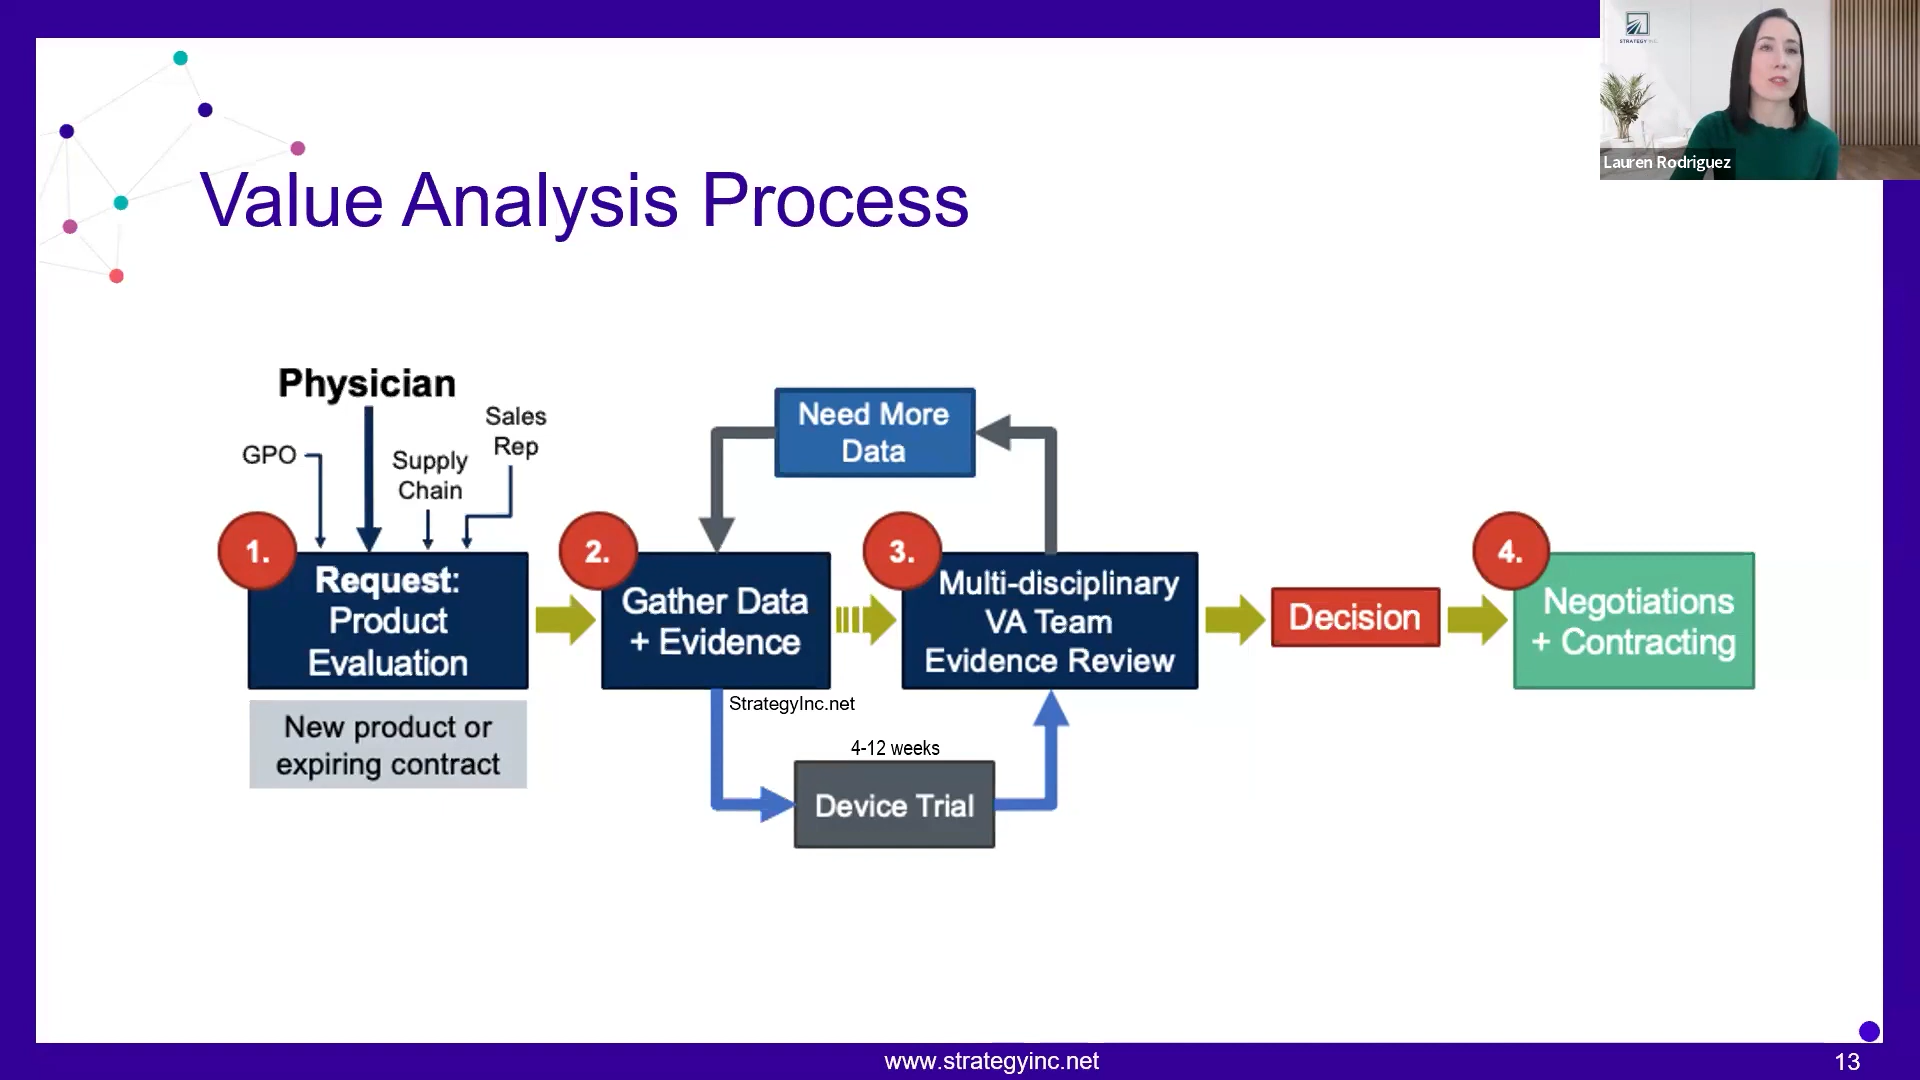 STRATEGY INC.
Lauren Rodriguez
Value Analysis Process
Physician
GPO
Supply
Chain
Sales
Rep
1.
Request:
Product
Evaluation
New product or
expiring contract
2.
Gather Data
+ Evidence
StrategyInc.net
Need More
Data
4-12 weeks
Device Trial
3.
Multi-disciplinary
VA Team
Evidence Review
Decision
4.
Negotiations
+ Contracting
www.strategyinc.net
13